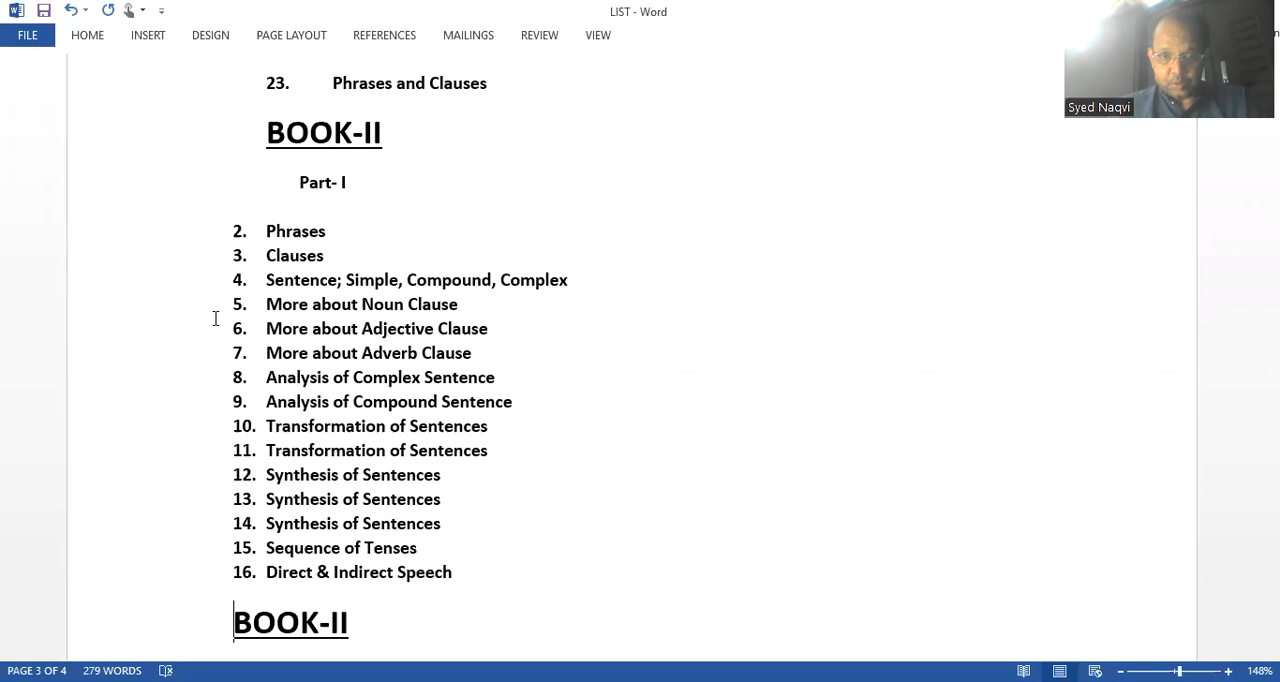 LIST - Word
FILE HOME INSERT DESIGN PAGE LAYOUT REFERENCES MAILINGS REVIEW VIEW
Syed Naqvi
23. Phrases and Clauses
BOOK-II
Part- I
2. Phrases
3. Clauses
4. Sentence; Simple, Compound, Complex
5. More about Noun Clause
6. More about Adjective Clause
7. More about Adverb Clause
8. Analysis of Complex Sentence
9. Analysis of Compound Sentence
10. Transformation of Sentences
11. Transformation of Sentences
12. Synthesis of Sentences
13. Synthesis of Sentences
14. Synthesis of Sentences
15. Sequence of Tenses
16. Direct & Indirect Speech
BOOK-II
PAGE 3 OF 4 279 WORDS 148%